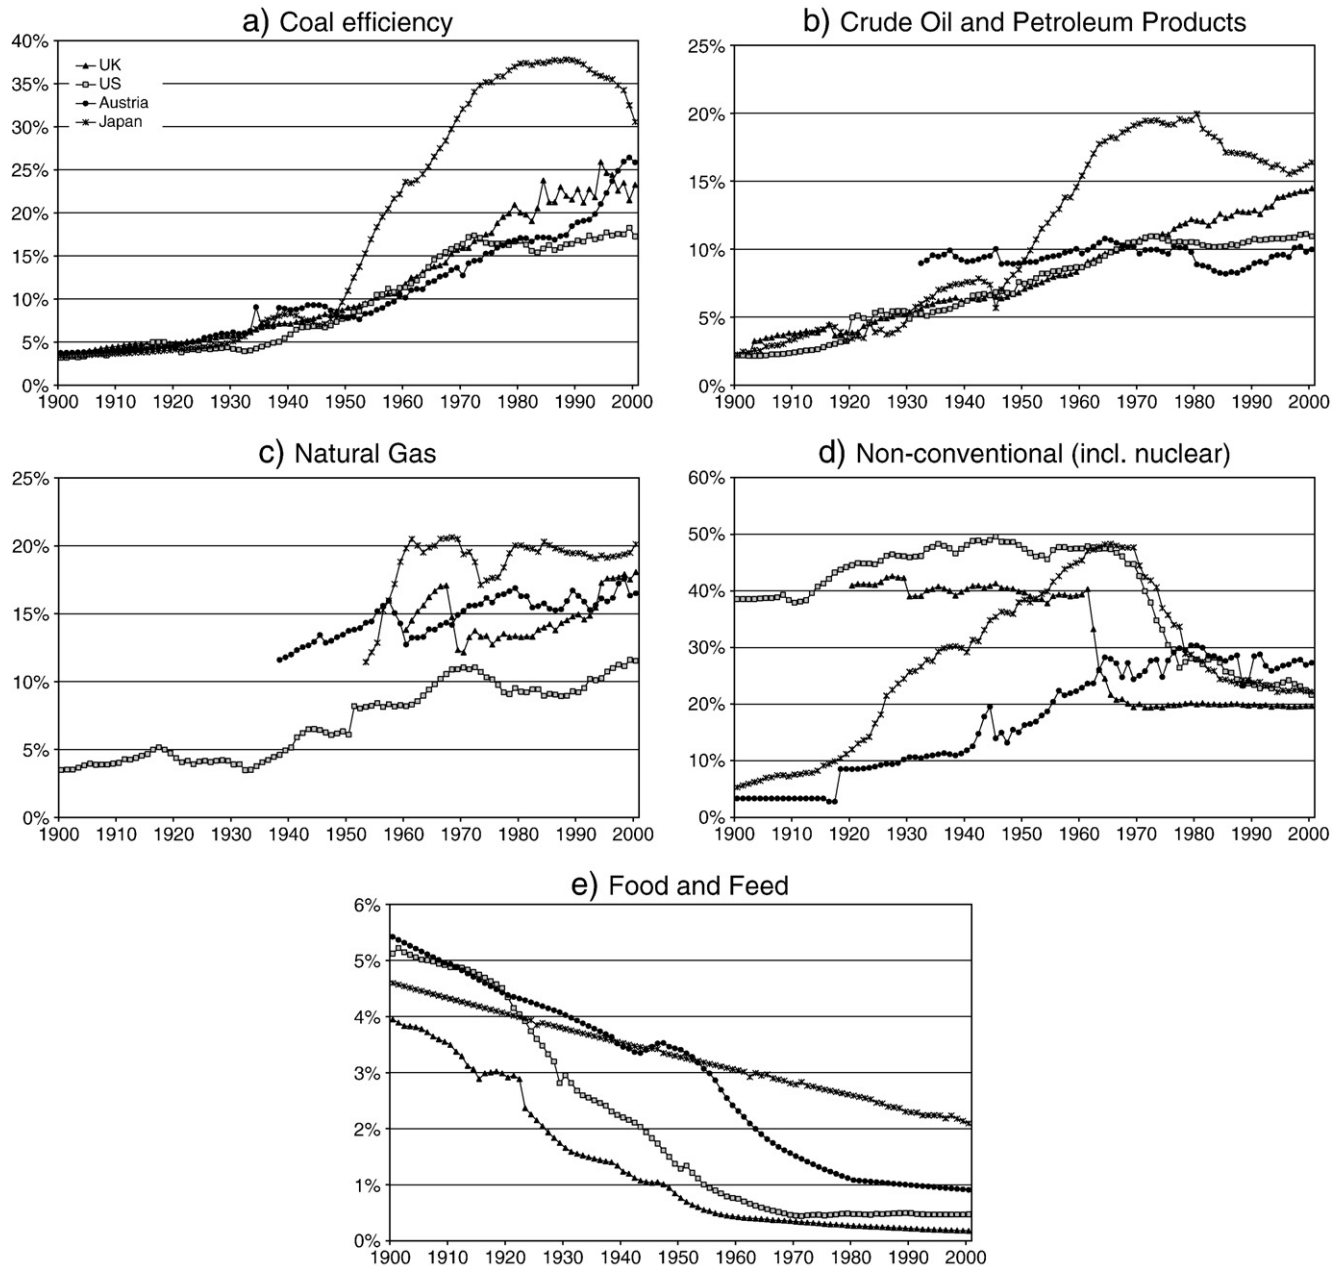 a) Coal efficiency
40%
35%
30%
25%
20%
15%
10%
5%
0%
UK
US
Austria
Japan
1900 1910 1920 1930 1940 1950 1960 1970 1980 1990 2000
b) Crude Oil and Petroleum Products
25%
20%
15%
10%
5%
0%
1900 1910 1920 1930 1940 1950 1960 1970 1980 1990 2000
c) Natural Gas
25%
20%
15%
10%
5%
0%
1900 1910 1920 1930 1940 1950 1960 1970 1980 1990 2000
d) Non-conventional (incl. nuclear)
60%
50%
40%
30%
20%
10%
0%
1900 1910 1920 1930 1940 1950 1960 1970 1980 1990 2000
e) Food and Feed
6%
5%
4%
3%
2%
1%
0%
1900 1910 1920 1930 1940 1950 1960 1970 1980 1990 2000